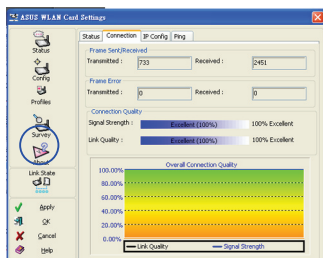 ASUS WLAN Card Settings
Status
Config
Profiles
Survey
About
Link State
Apply
OK
Cancel
Help
Status Connection IP Config Ping
Frame Sent/Received
Transmitted : 733 Received : 2451
Frame Error
Transmitted : 0 Received : 0
Connection Quality
Signal Strength : Excellent (100%) 100% Excellent
Link Quality : Excellent (100%) 100% Excellent
Overall Connection Quality
100.00%
80.00%
60.00%
40.00%
20.00%
0.00%
Link Quality Signal Strength